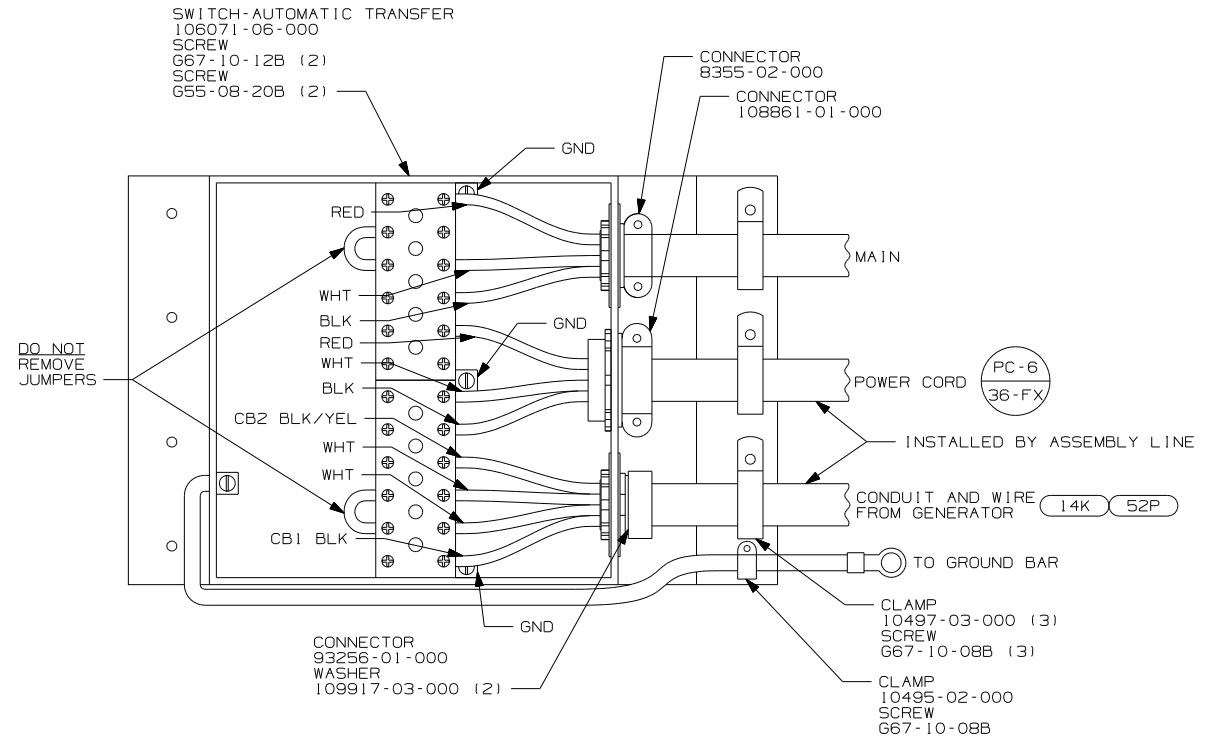 SWITCH-AUTOMATIC TRANSFER
106071-06-000
SCREW
G67-10-12B (2)
SCREW
G55-08-20B (2)
CONNECTOR
8355-02-000
CONNECTOR
108861-01-000
GND
RED
MAIN
WHT
BLK
GND
RED
DO NOT
REMOVE
JUMPERS
WHT
PC-6
36-FX
POWER CORD
BLK
CB2 BLK/YEL
INSTALLED BY ASSEMBLY LINE
WHT
WHT
CONDUIT AND WIRE
FROM GENERATOR
14K
52P
CB1 BLK
TO GROUND BAR
GND
CLAMP
10497-03-000 (3)
SCREW
G67-10-08B (3)
CONNECTOR
93256-01-000
WASHER
109917-03-000 (2)
CLAMP
10495-02-000
SCREW
G67-10-08B